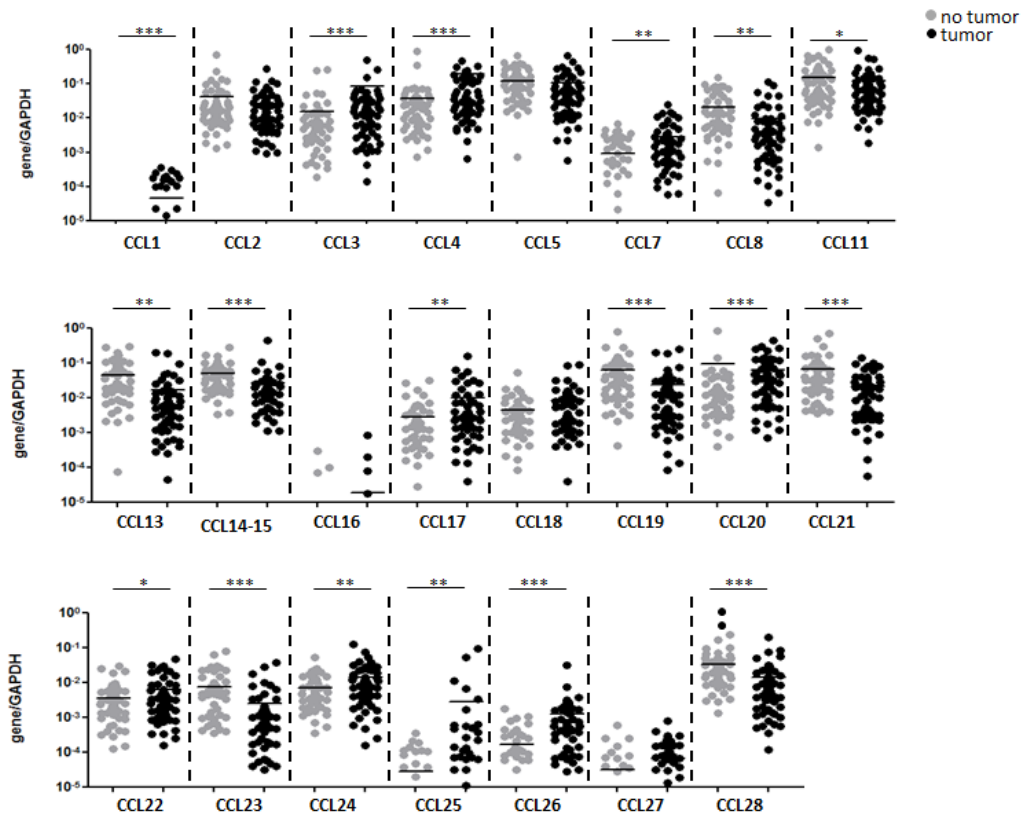 no tumor
tumor
*** *** *** ** ** *
gene/GAPDH
10⁰
10⁻¹
10⁻²
10⁻³
10⁻⁴
10⁻⁵
CCL1 CCL2 CCL3 CCL4 CCL5 CCL7 CCL8 CCL11
** *** ** *** *** ***
gene/GAPDH
10⁰
10⁻¹
10⁻²
10⁻³
10⁻⁴
10⁻⁵
CCL13 CCL14-15 CCL16 CCL17 CCL18 CCL19 CCL20 CCL21
* *** ** ** *** ***
gene/GAPDH
10⁰
10⁻¹
10⁻²
10⁻³
10⁻⁴
10⁻⁵
CCL22 CCL23 CCL24 CCL25 CCL26 CCL27 CCL28